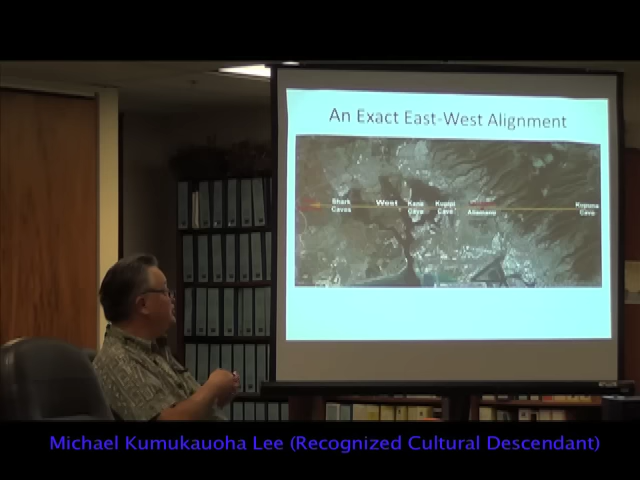 An Exact East-West Alignment
Shark
Caves
West
Kane
Cave
Kupipi
Cave
Aliamanu
Kupuna
Cave
Michael Kumukauoha Lee (Recognized Cultural Descendant)